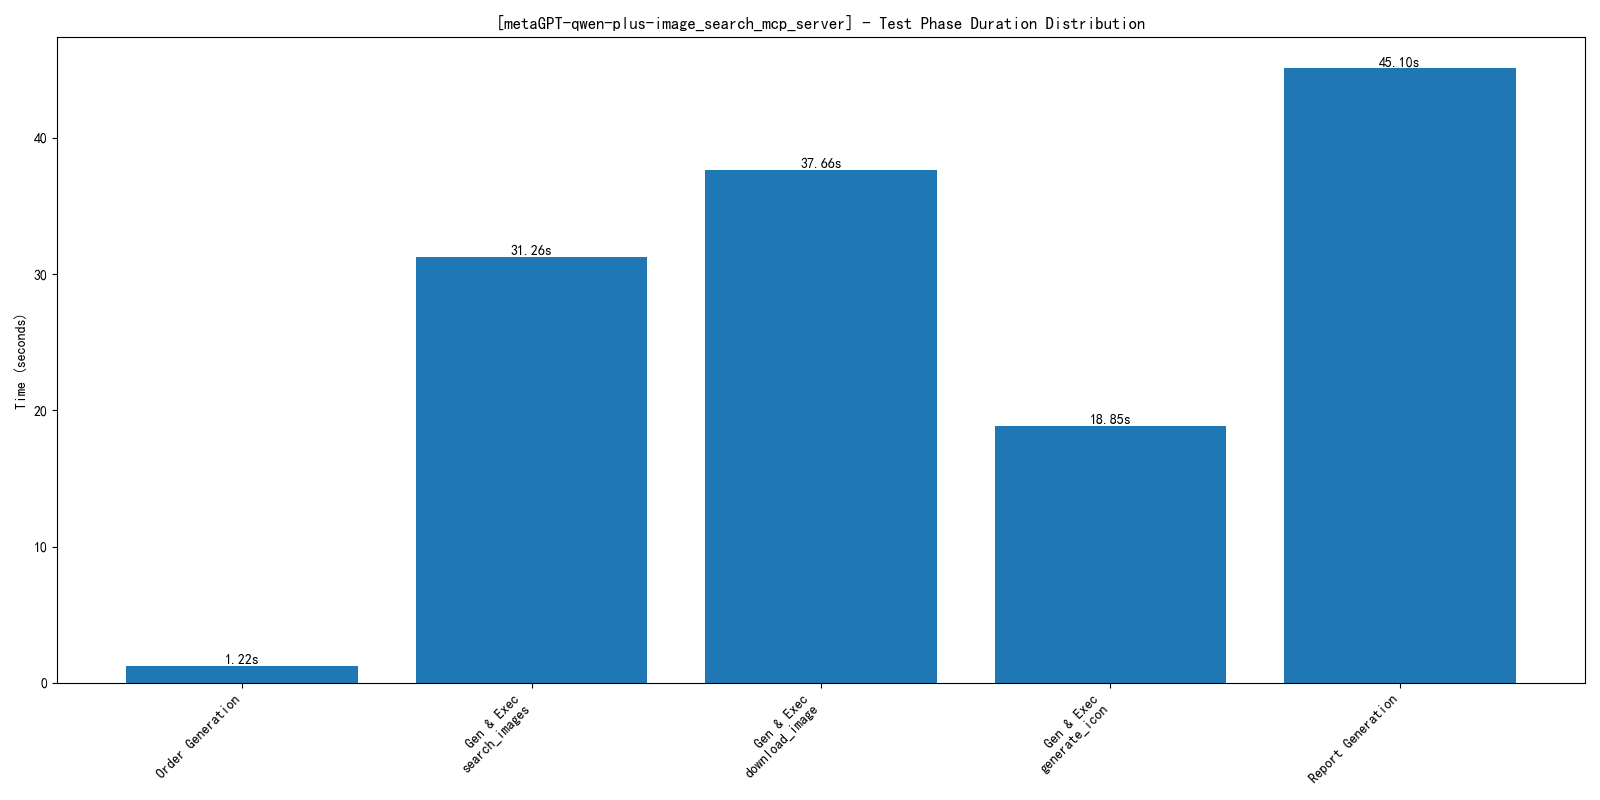 [metaGPT-qwen-plus-image_search_mcp_server] - Test Phase Duration Distribution
45.10s
40
37.66s
31.26s
30
Time (seconds)
20
18.85s
10
1.22s
0
Order Generation
Gen & Exec
search_images
Gen & Exec
download_image
Gen & Exec
generate_icon
Report Generation